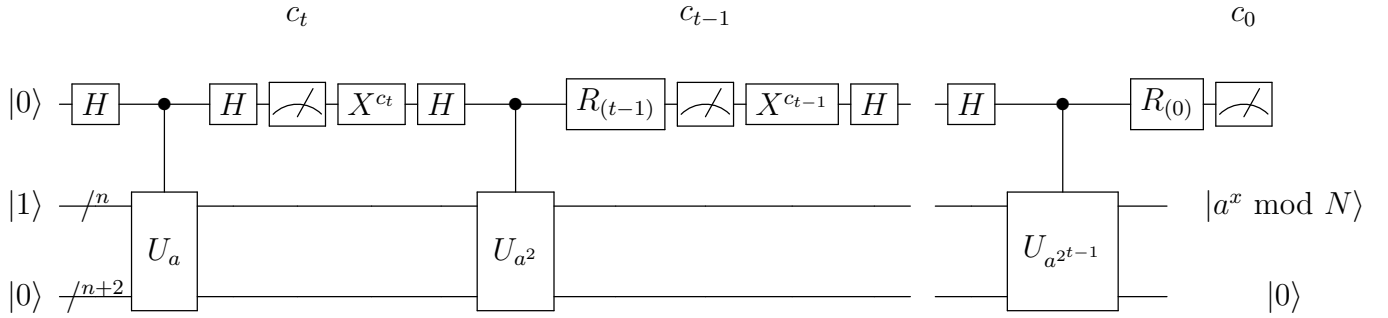 c_t c_{t-1} c_0
|0⟩ H H X^{c_t} H R_{(t-1)} X^{c_{t-1}} H H R_{(0)}
|1⟩ n |a^x mod N⟩
U_a U_{a^2} U_{a^{2^{t-1}}}
|0⟩ n+2 |0⟩